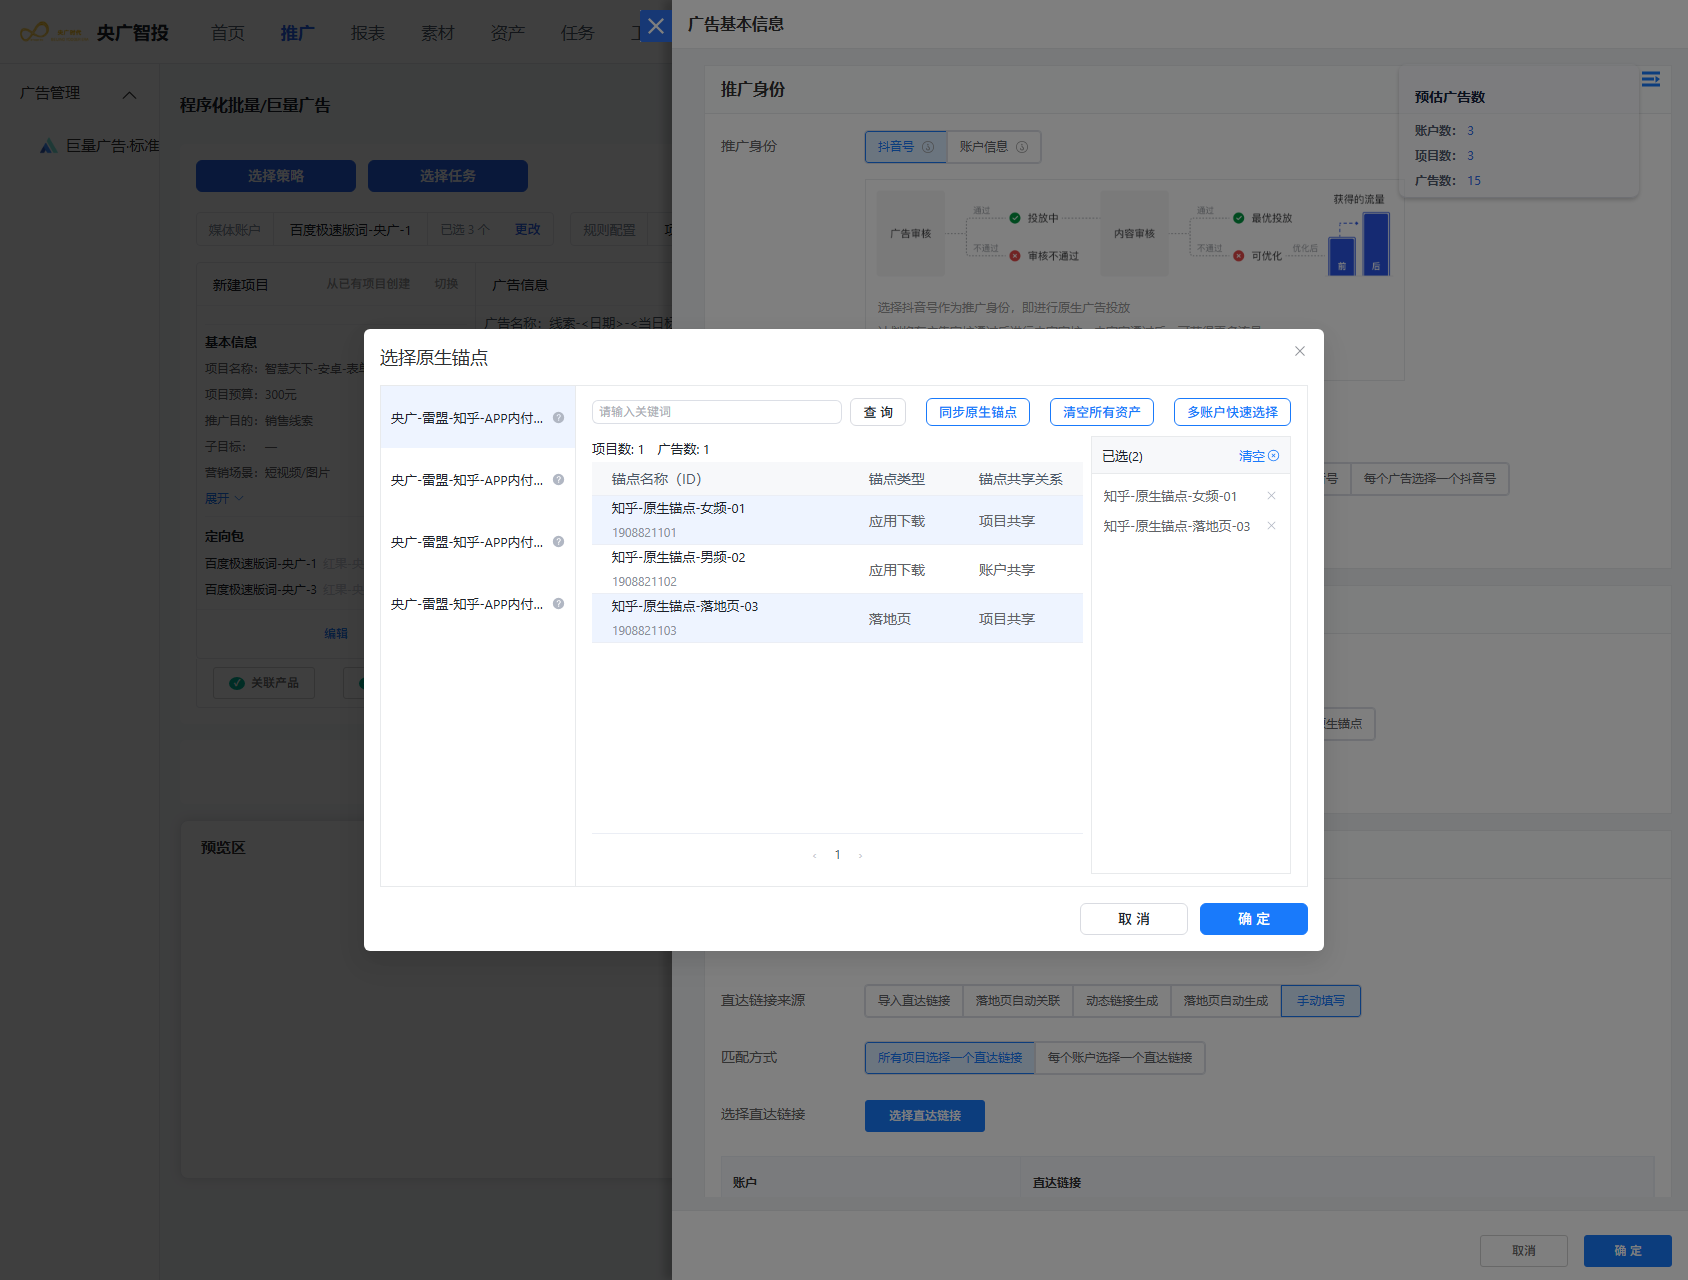 央广智投
首页
推广
报表
素材
资产
任务
广告管理
巨量广告·标准
程序化批量/巨量广告
选择策略
选择任务
媒体账户
百度极速版词-央广-1
已选 3 个
更改
规则配置
新建项目
从已有项目创建
切换
广告信息
广告名称：线索-<日期>-<当日标
基本信息
项目名称：智慧天下-安卓-表单
项目预算：300元
推广目的：销售线索
子目标：—
营销场景：短视频/图片
展开
定向包
百度极速版词-央广-1 红果-央
百度极速版词-央广-3 红果-央
编辑
关联产品
预览区
广告基本信息
推广身份
推广身份
抖音号
账户信息
预估广告数
账户数：3
项目数：3
广告数：15
广告审核
通过
投放中
不通过
审核不通过
内容审核
通过
最优投放
不通过
可优化
优化后
获得的流量
前
后
选择抖音号作为推广身份，即进行原生广告投放
号
每个广告选择一个抖音号
生锚点
选择原生锚点
央广-雷盟-知乎-APP内付...
央广-雷盟-知乎-APP内付...
央广-雷盟-知乎-APP内付...
央广-雷盟-知乎-APP内付...
请输入关键词
查 询
同步原生锚点
清空所有资产
多账户快速选择
项目数: 1 广告数: 1
锚点名称（ID） 锚点类型 锚点共享关系
知乎-原生锚点-女频-01
1908821101
应用下载
项目共享
知乎-原生锚点-男频-02
1908821102
应用下载
账户共享
知乎-原生锚点-落地页-03
1908821103
落地页
项目共享
1
已选(2)
清空
知乎-原生锚点-女频-01
知乎-原生锚点-落地页-03
取 消
确 定
直达链接来源
导入直达链接
落地页自动关联
动态链接生成
落地页自动生成
手动填写
匹配方式
所有项目选择一个直达链接
每个账户选择一个直达链接
选择直达链接
选择直达链接
账户
直达链接
取消
确 定